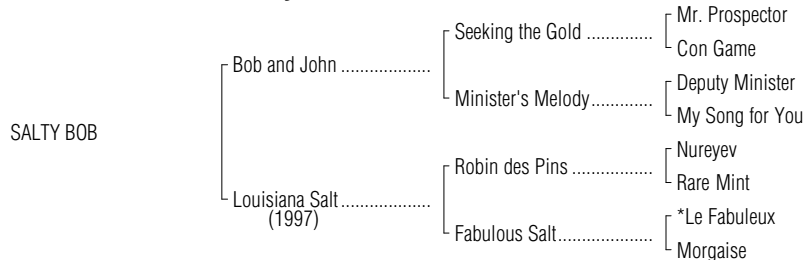 Mr. Prospector
Seeking the Gold ..............
Con Game
Bob and John ....................
Deputy Minister
Minister's Melody .............
My Song for You
SALTY BOB
Nureyev
Robin des Pins ..................
Rare Mint
Louisiana Salt ....................
(1997)
*Le Fabuleux
Fabulous Salt .....................
Morgaise